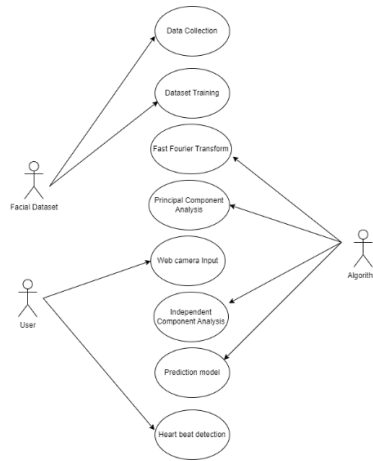 Data Collection
Dataset Training
Fast Fourier Transform
Facial Dataset
Principal Component
Analysis
Web camera Input
Algorith
User
Independent
Component Analysis
Prediction model
Heart beat detection